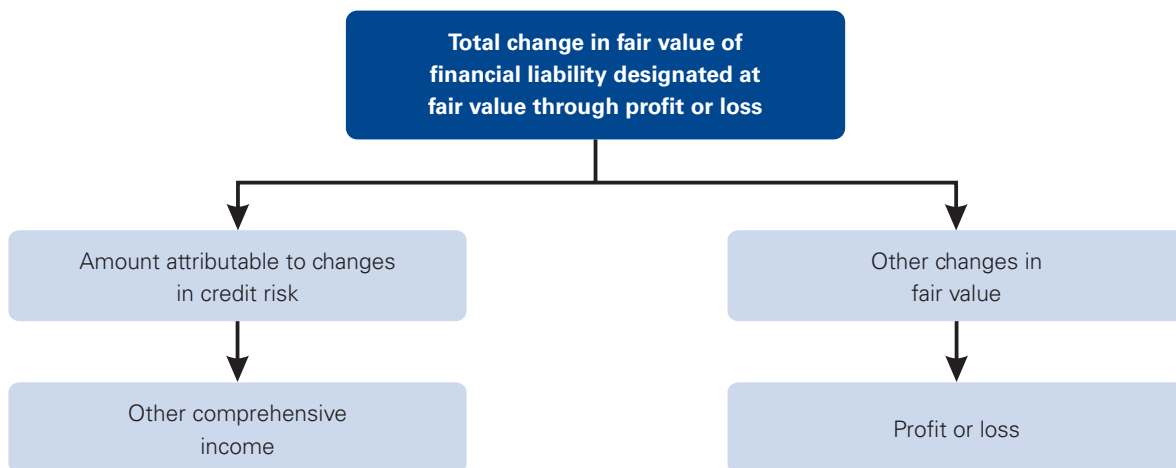 Total change in fair value of
financial liability designated at
fair value through profit or loss
Amount attributable to changes
in credit risk
Other changes in
fair value
Other comprehensive
income
Profit or loss